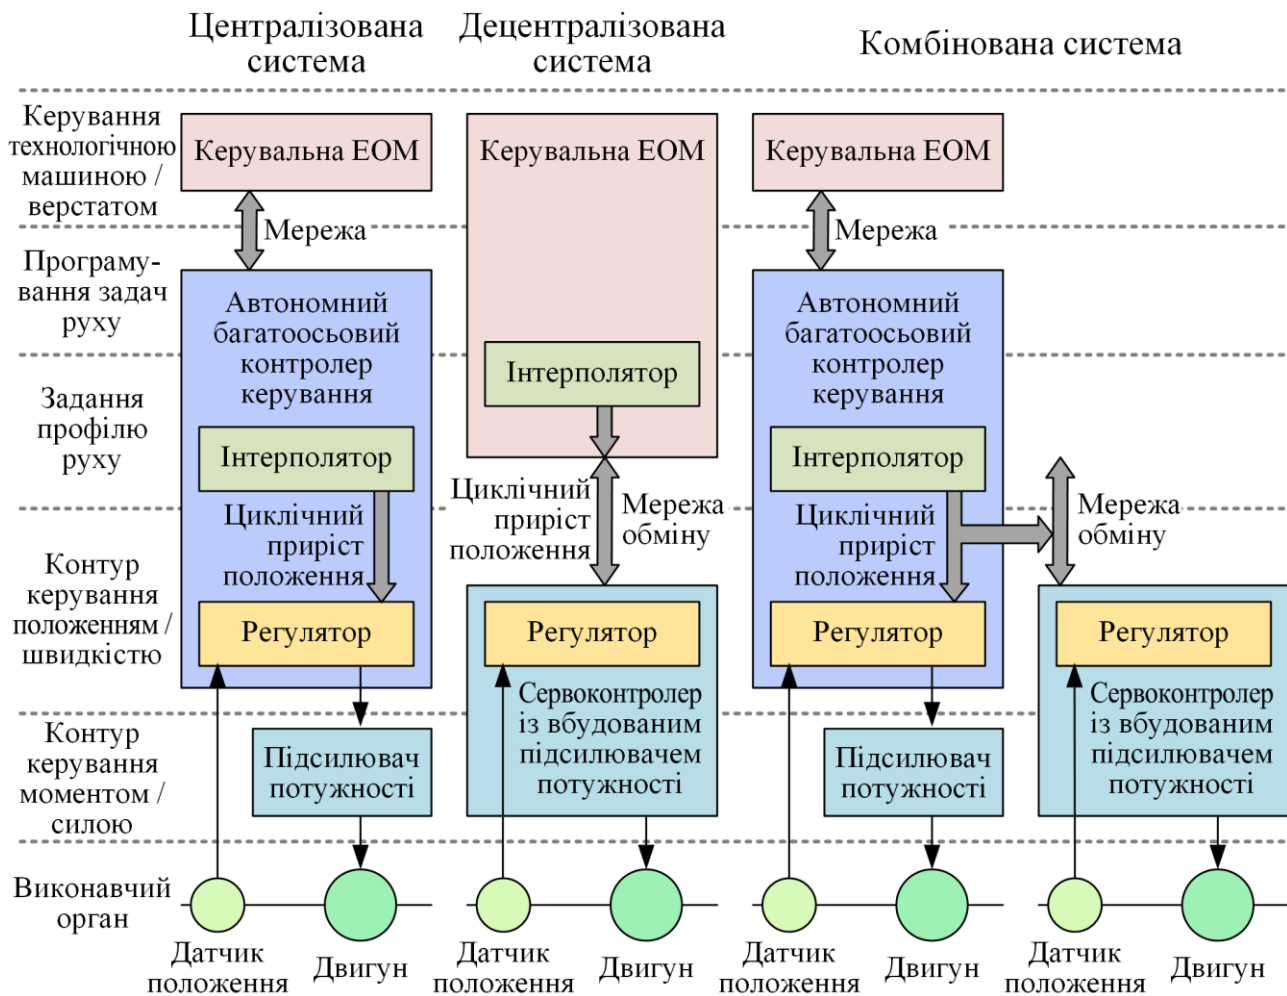 Централізована
система
Децентралізована
система
Комбінована система
Керування
технологічною
машиною /
верстатом
Програму-
вання задач
руху
Задання
профілю
руху
Контур
керування
положенням /
швидкістю
Контур
керування
моментом /
силою
Виконавчий
орган
Керувальна ЕОМ
Мережа
Автономний
багатоосьовий
контролер
керування
Інтерполятор
Циклічний
приріст
положення
Регулятор
Підсилювач
потужності
Датчик
положення
Двигун
Керувальна ЕОМ
Інтерполятор
Циклічний
приріст
положення
Мережа
обміну
Регулятор
Сервоконтролер
із вбудованим
підсилювачем
потужності
Датчик
положення
Двигун
Керувальна ЕОМ
Мережа
Автономний
багатоосьовий
контролер
керування
Інтерполятор
Циклічний
приріст
положення
Регулятор
Підсилювач
потужності
Датчик
положення
Двигун
Мережа
обміну
Регулятор
Сервоконтролер
із вбудованим
підсилювачем
потужності
Датчик
положення
Двигун